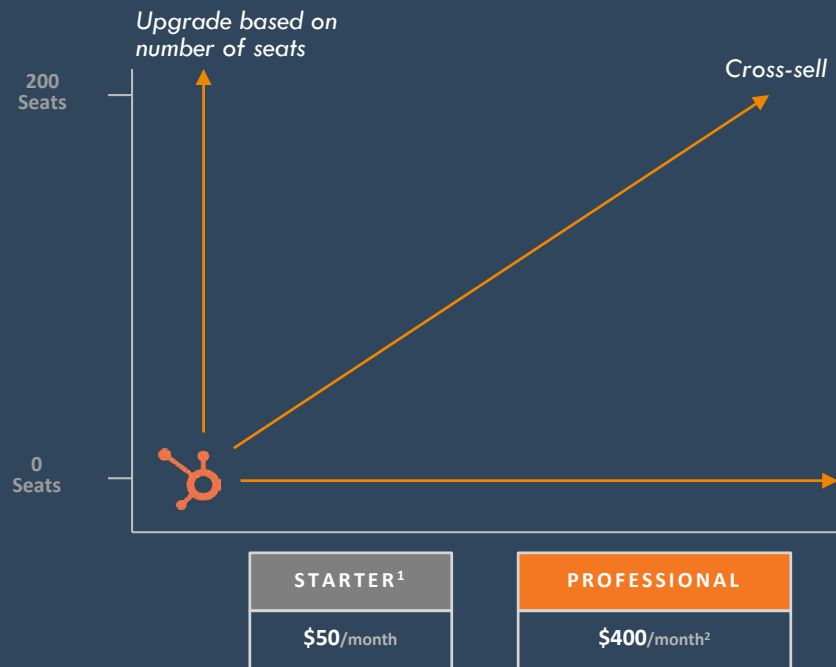 Upgrade based on
number of seats
Cross-sell
200
Seats
0
Seats
STARTER¹
PROFESSIONAL
$50/month
$400/month²